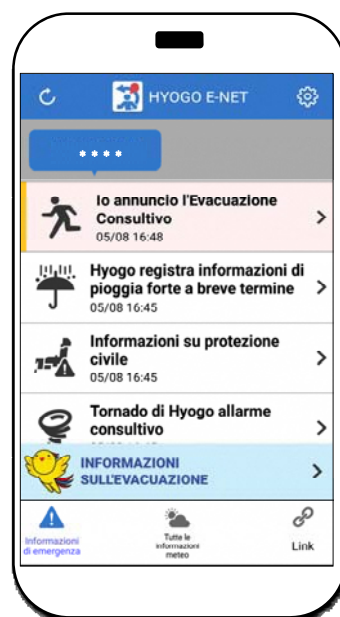 HYOGO E-NET
****
Io annuncio l'Evacuazione
Consultivo
05/08 16:48
Hyogo registra informazioni di
pioggia forte a breve termine
05/08 16:45
Informazioni su protezione
civile
05/08 16:45
Tornado di Hyogo allarme
consultivo
INFORMAZIONI
SULL'EVACUAZIONE
Informazioni
di emergenza
Tutte le
informazioni
meteo
Link